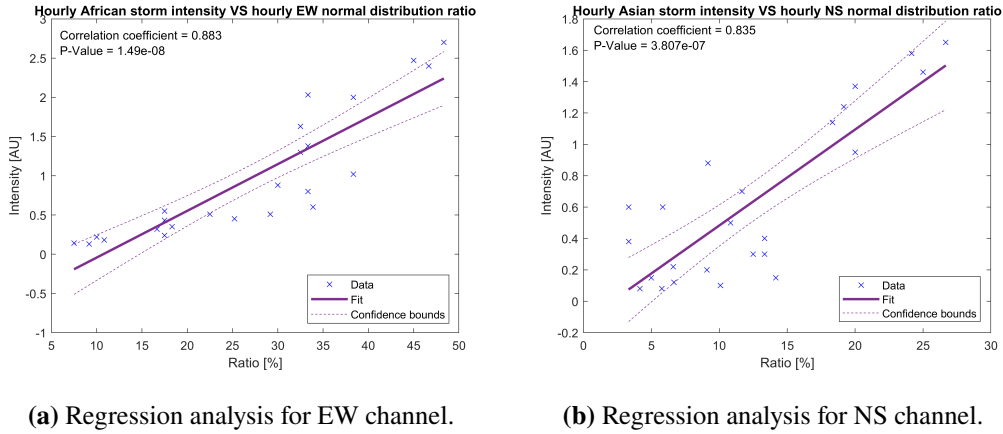 Hourly African storm intensity VS hourly EW normal distribution ratio
Correlation coefficient = 0.883
P-Value = 1.49e-08
Intensity [AU]
2.5
2
1.5
1
0.5
0
-0.5
-1
Data
Fit
Confidence bounds
5 10 15 20 25 30 35 40 45 50
Ratio [%]
(a) Regression analysis for EW channel.
Hourly Asian storm intensity VS hourly NS normal distribution ratio
Correlation coefficient = 0.835
P-Value = 3.807e-07
Intensity [AU]
1.8
1.6
1.4
1.2
1
0.8
0.6
0.4
0.2
0
-0.2
Data
Fit
Confidence bounds
0 5 10 15 20 25 30
Ratio [%]
(b) Regression analysis for NS channel.